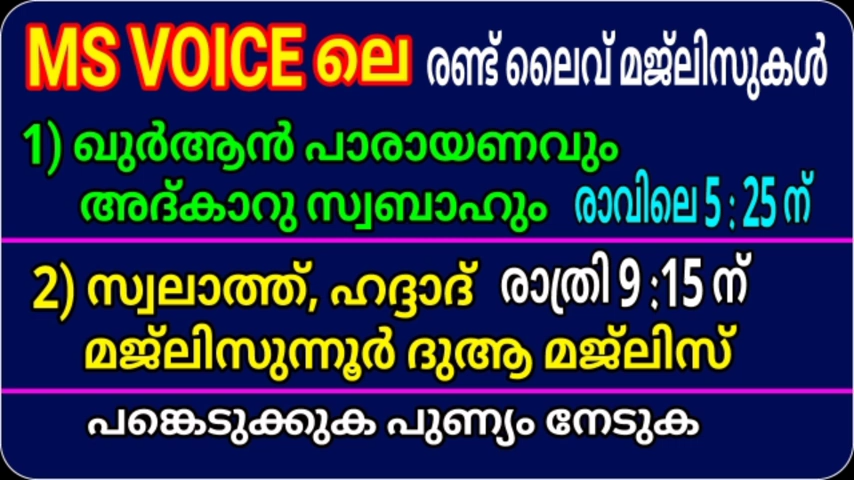 MS VOICE ലെ രണ്ട് ലൈവ് മജ്ലിസുകൾ
1) ഖുർആൻ പാരായണവും
അദ്കാറു സ്വബാഹും രാവിലെ 5 : 25 ന്
2) സ്വലാത്ത്, ഹദ്ദാദ് രാത്രി 9 :15 ന്
മജ്ലിസുന്നൂർ ദുആ മജ്ലിസ്
പങ്കെടുക്കുക പുണ്യം നേടുക